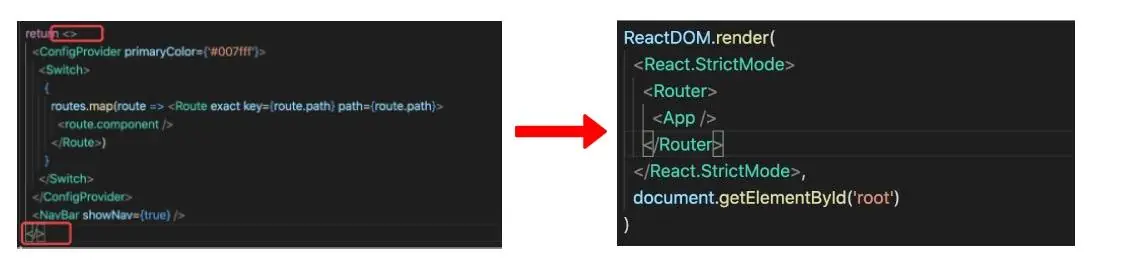 return <>
<ConfigProvider primaryColor={'#007fff'}>
<Switch>
{
routes.map(route => <Route exact key={route.path} path={route.path}>
<route.component />
</Route>)
}
</Switch>
</ConfigProvider>
<NavBar showNav={true} />
</>
ReactDOM.render(
<React.StrictMode>
<Router>
<App />
</Router>
</React.StrictMode>,
document.getElementById('root')
)